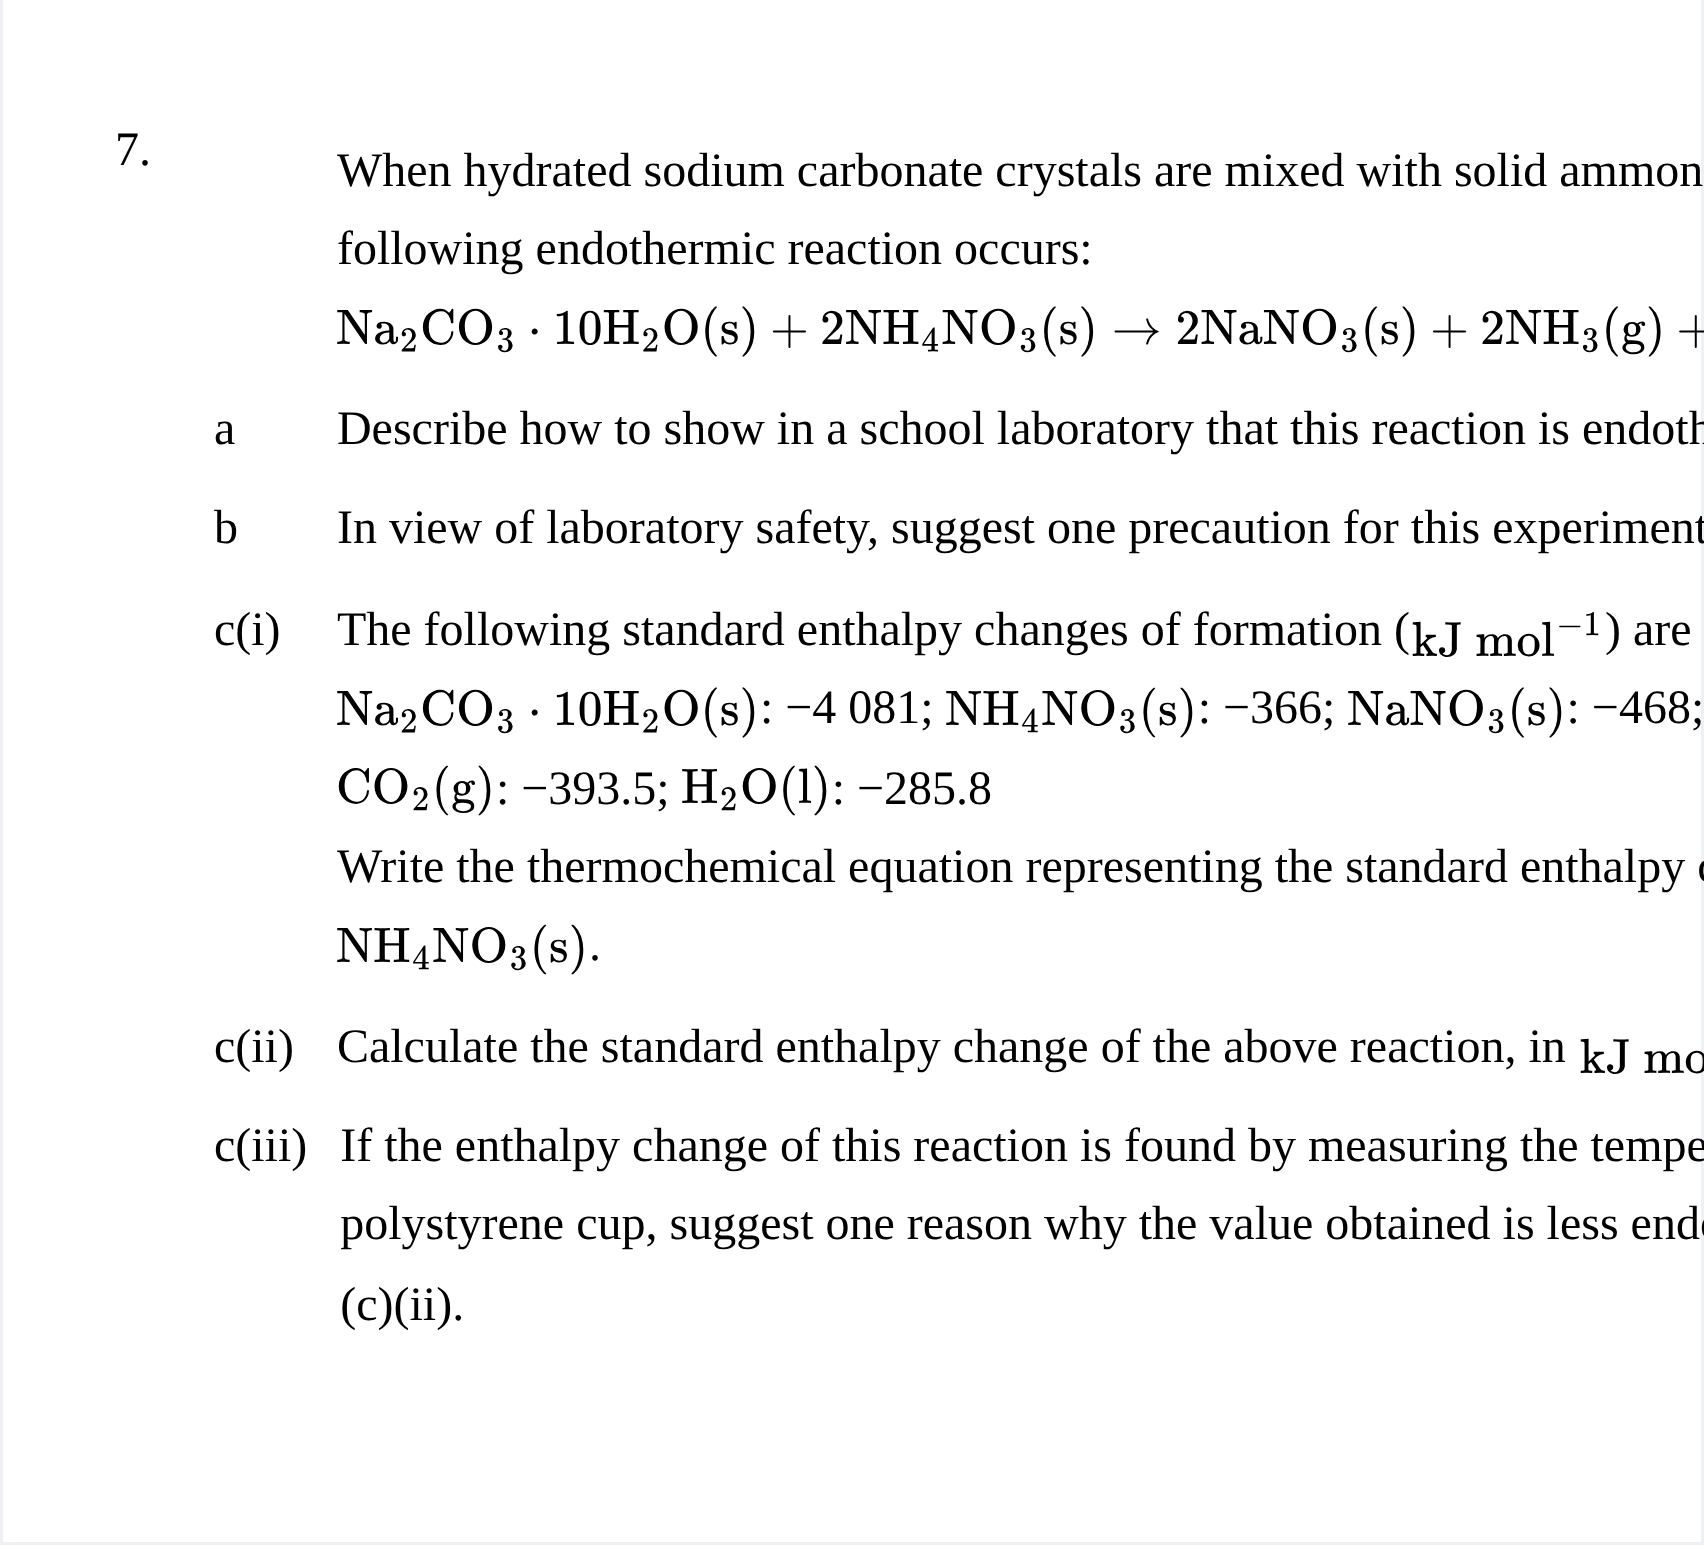 7.
When hydrated sodium carbonate crystals are mixed with solid
following endothermic reaction occurs:
Na₂CO₃ · 10H₂O(s) + 2NH₄NO₃(s) → 2NaNO₃(s) + 2NH₃(g) +
a Describe how to show in a school laboratory that this reaction is
b In view of laboratory safety, suggest one precaution for this experiment
c(i) The following standard enthalpy changes of formation (kJ mol⁻¹) are
Na₂CO₃ · 10H₂O(s): −4 081; NH₄NO₃(s): −366; NaNO₃(s): −468;
CO₂(g): −393.5; H₂O(l): −285.8
Write the thermochemical equation representing the standard enthalpy
NH₄NO₃(s).
c(ii) Calculate the standard enthalpy change of the above reaction, in kJ
c(iii) If the enthalpy change of this reaction is found by measuring the
polystyrene cup, suggest one reason why the value obtained is less
(c)(ii).